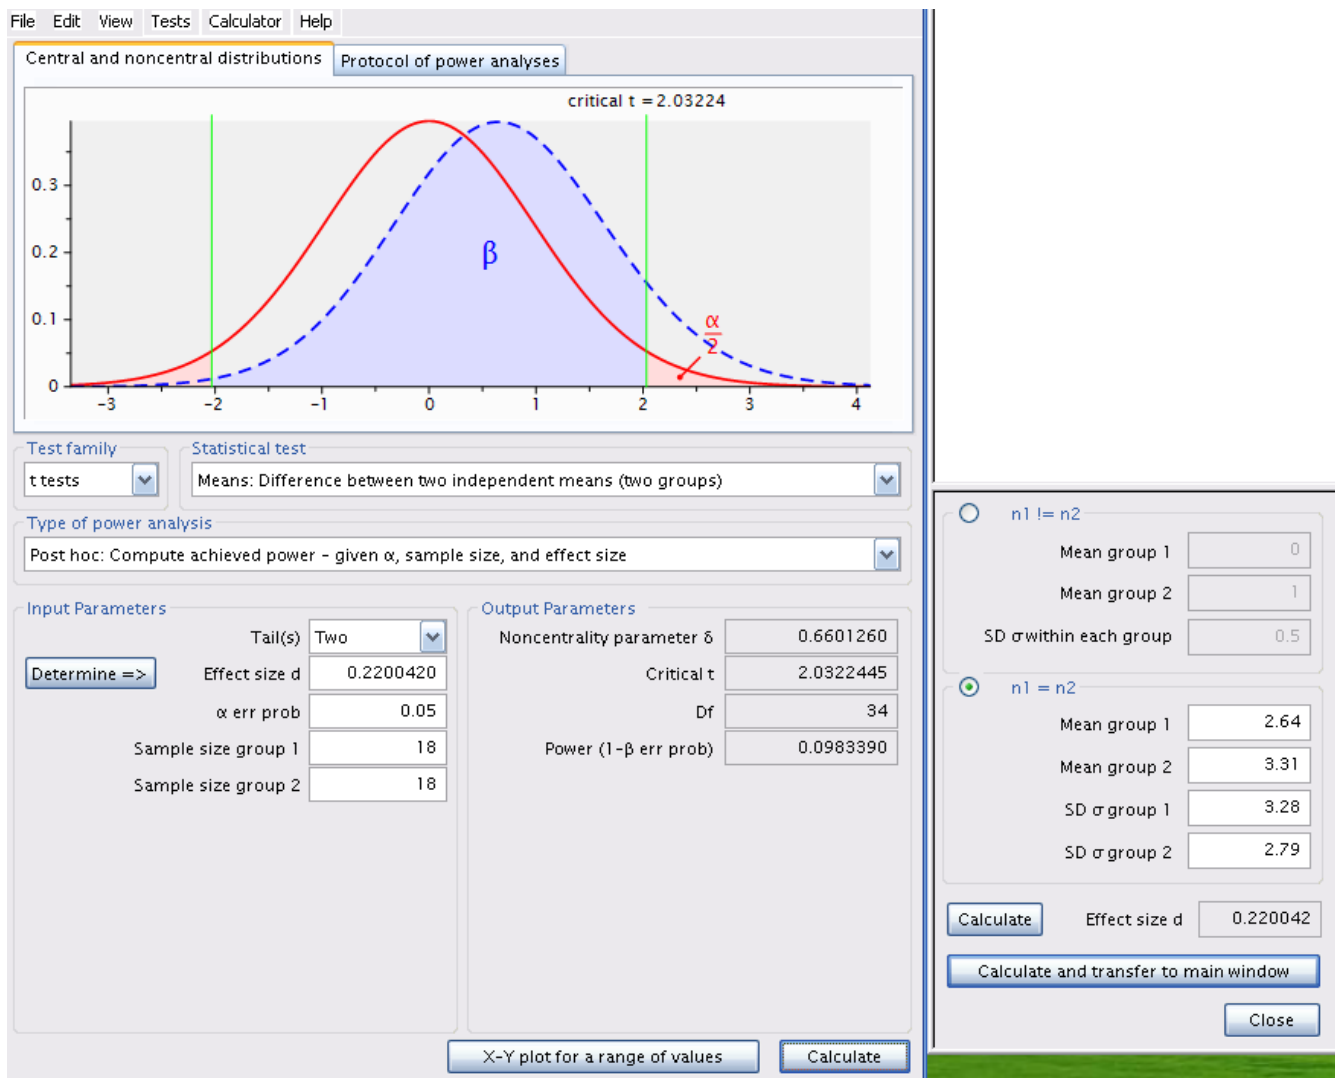 File Edit View Tests Calculator Help
Central and noncentral distributions
Protocol of power analyses
critical t = 2.03224
0.3
0.2
0.1
0
β
α
2
-3 -2 -1 0 1 2 3 4
Test family
Statistical test
t tests
Means: Difference between two independent means (two groups)
Type of power analysis
Post hoc: Compute achieved power – given α, sample size, and effect size
Input Parameters
Tail(s) Two
Determine => Effect size d 0.2200420
α err prob 0.05
Sample size group 1 18
Sample size group 2 18
Output Parameters
Noncentrality parameter δ 0.6601260
Critical t 2.0322445
Df 34
Power (1-β err prob) 0.0983390
X-Y plot for a range of values
Calculate
n1 != n2
Mean group 1 0
Mean group 2 1
SD σ within each group 0.5
n1 = n2
Mean group 1 2.64
Mean group 2 3.31
SD σ group 1 3.28
SD σ group 2 2.79
Calculate Effect size d 0.220042
Calculate and transfer to main window
Close